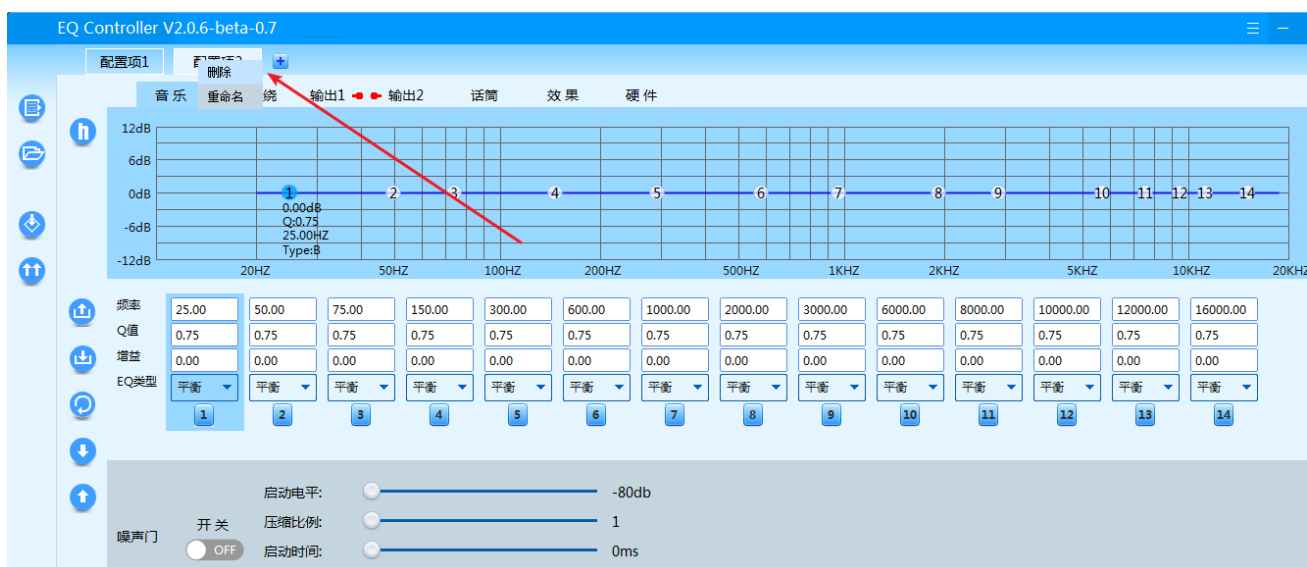 EQ Controller V2.0.6-beta-0.7
配置项1 +
删除
重命名
音乐 绕 输出1 输出2 话筒 效果 硬件
h
12dB
6dB
0dB
-6dB
-12dB
1 2 3 4 5 6 7 8 9 10 11 12 13 14
0.00dB
Q:0.75
25.00HZ
Type:B
20HZ 50HZ 100HZ 200HZ 500HZ 1KHZ 2KHZ 5KHZ 10KHZ 20KHZ
频率 25.00 50.00 75.00 150.00 300.00 600.00 1000.00 2000.00 3000.00 6000.00 8000.00 10000.00 12000.00 16000.00
Q值 0.75 0.75 0.75 0.75 0.75 0.75 0.75 0.75 0.75 0.75 0.75 0.75 0.75 0.75
增益 0.00 0.00 0.00 0.00 0.00 0.00 0.00 0.00 0.00 0.00 0.00 0.00 0.00 0.00
EQ类型 平衡 平衡 平衡 平衡 平衡 平衡 平衡 平衡 平衡 平衡 平衡 平衡 平衡 平衡
1 2 3 4 5 6 7 8 9 10 11 12 13 14
启动电平: -80db
开关 压缩比例: 1
噪声门
OFF 启动时间: 0ms